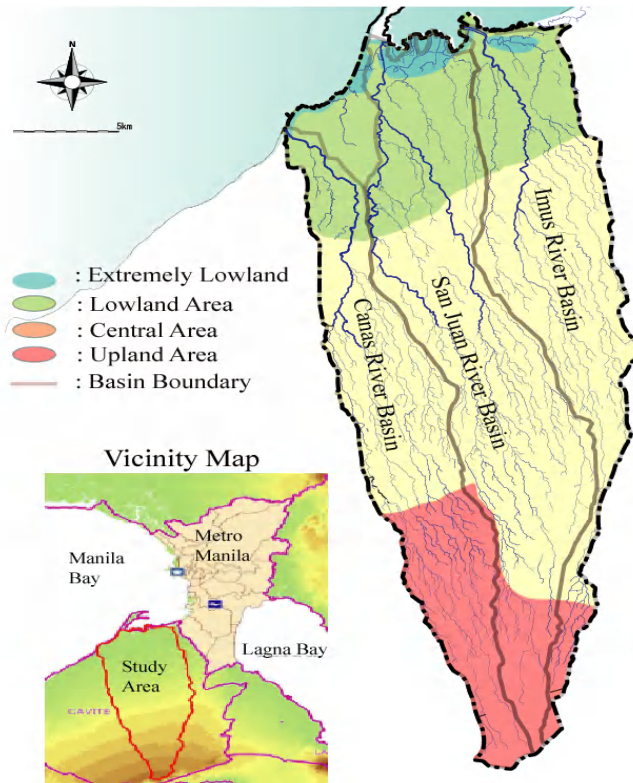 N
5km
: Extremely Lowland
: Lowland Area
: Central Area
: Upland Area
: Basin Boundary
Canas River Basin
San Juan River Basin
Imus River Basin
Vicinity Map
Metro
Manila
Manila
Bay
Lagna Bay
Study
Area
CAVITE